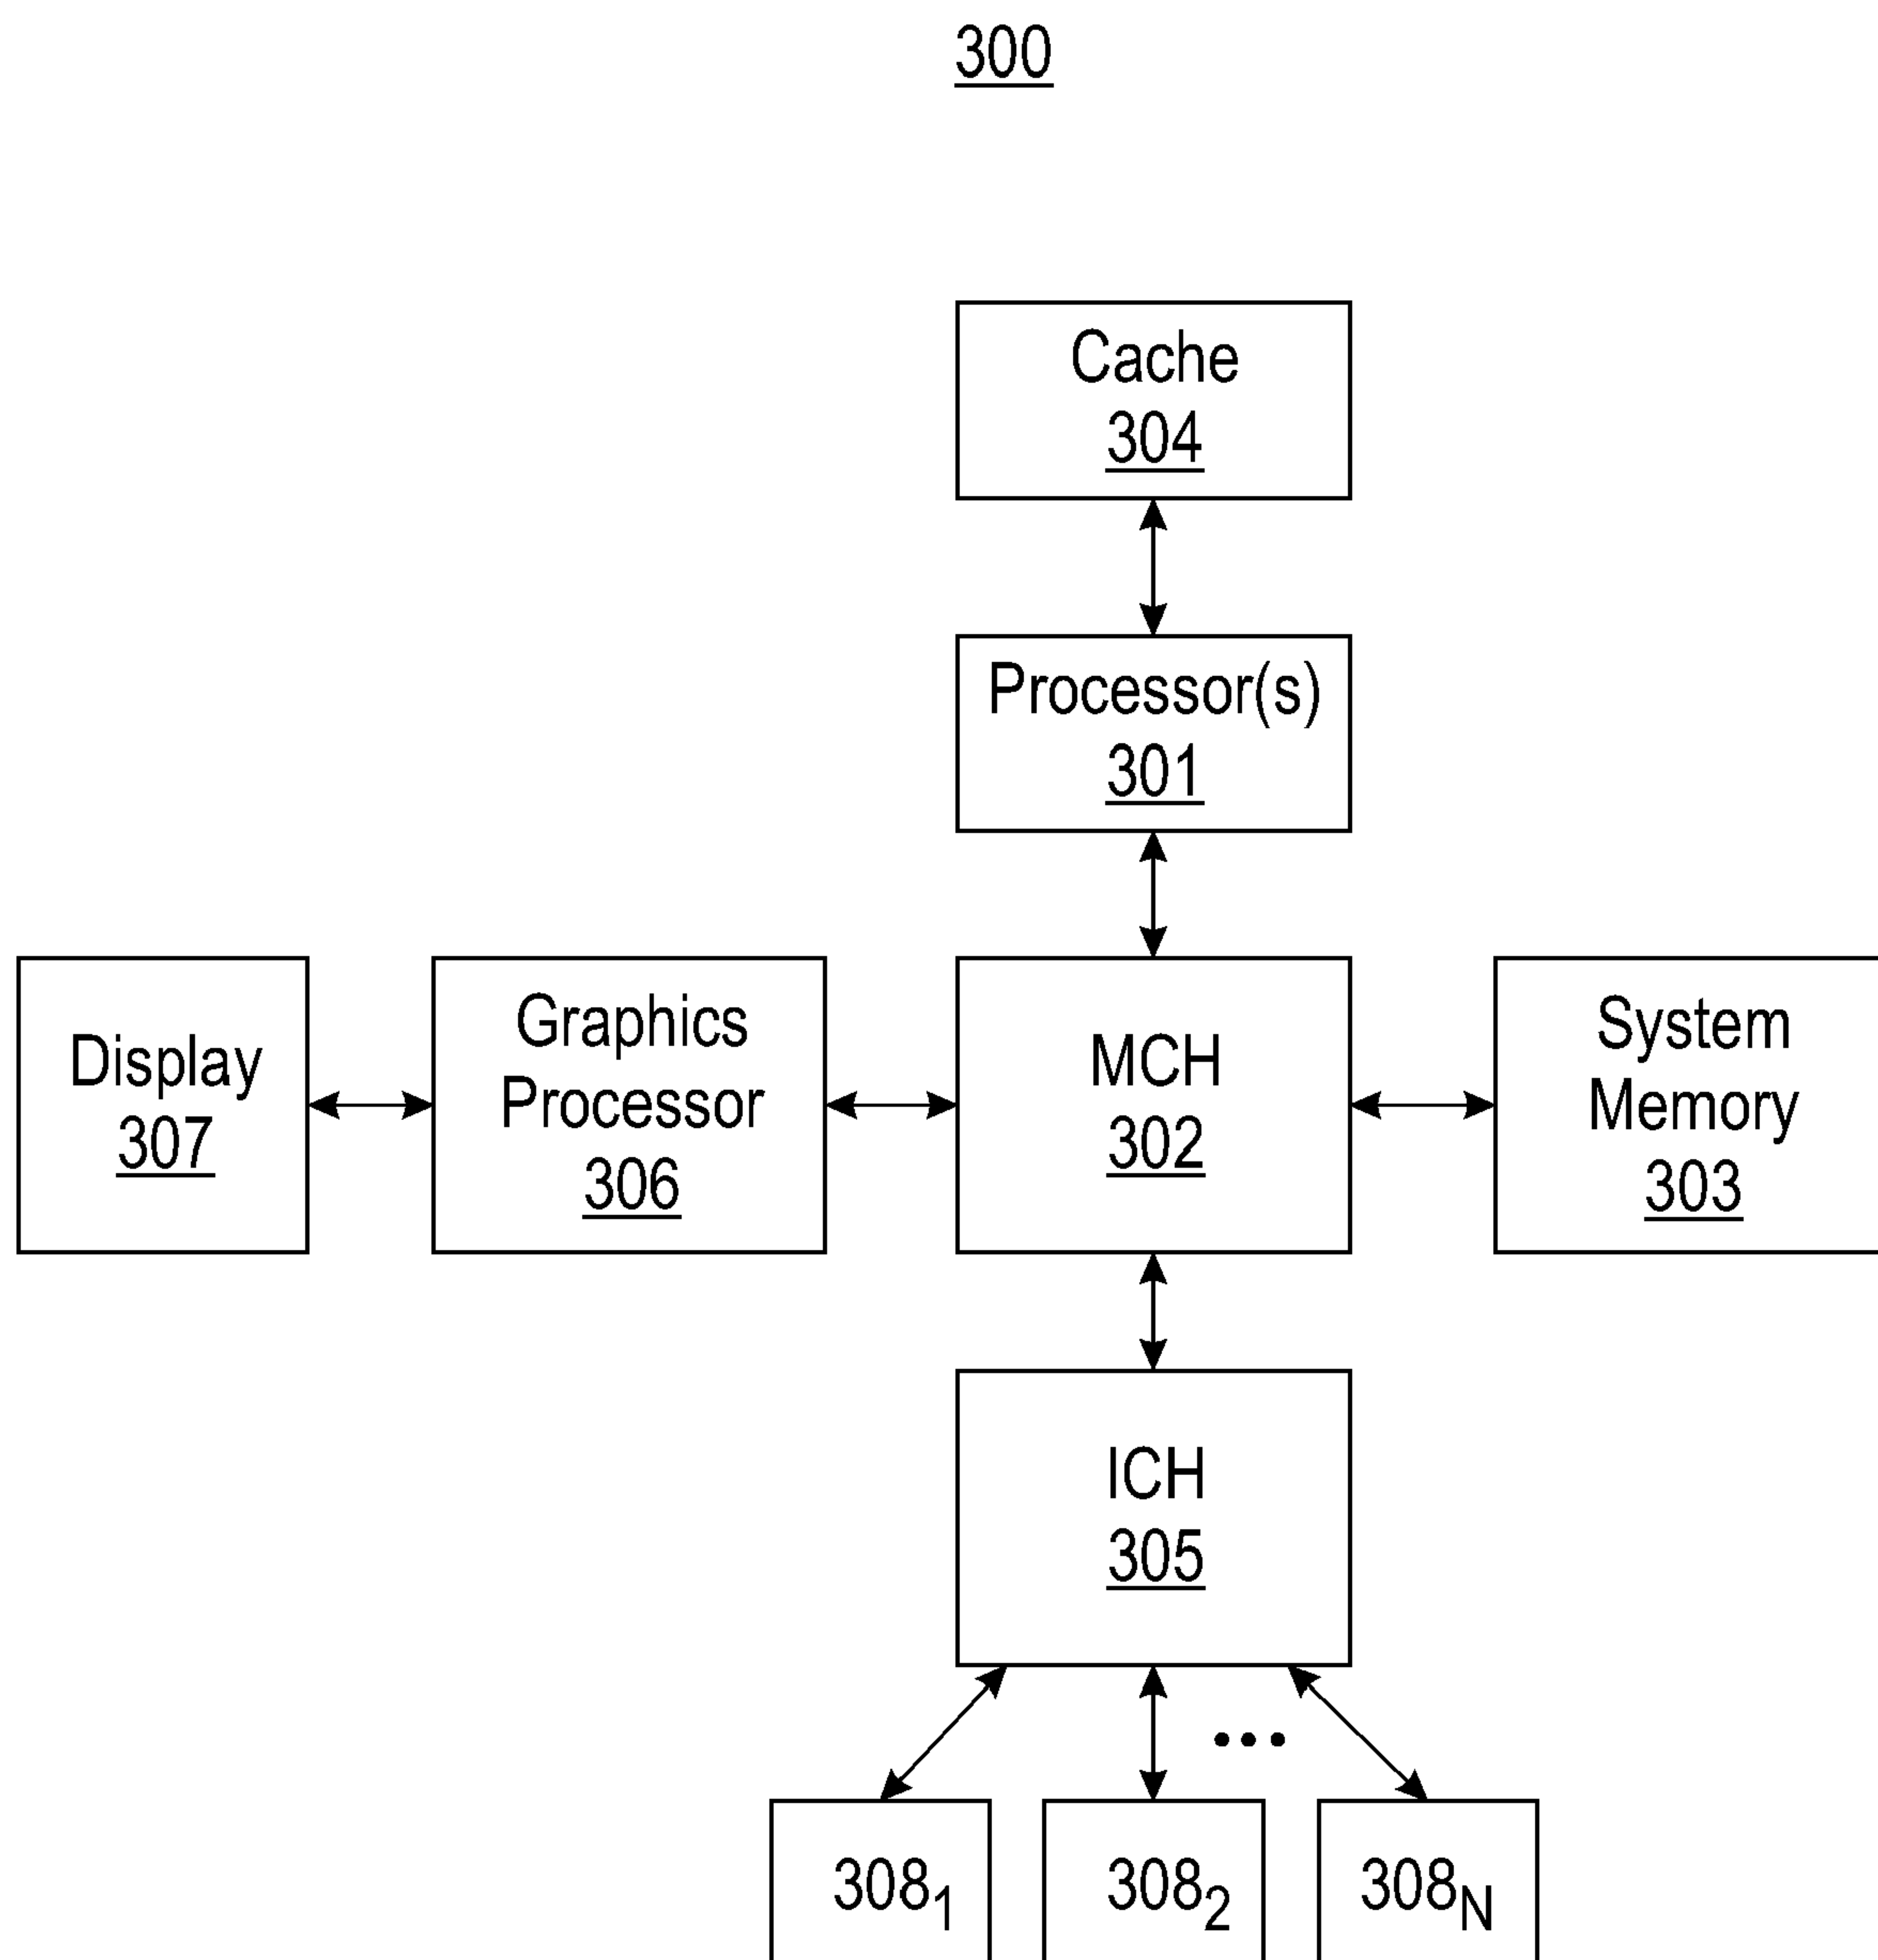 300
Cache
304
Processor(s)
301
Display
307
Graphics
Processor
306
MCH
302
System
Memory
303
ICH
305
•••
308₁
308₂
308N